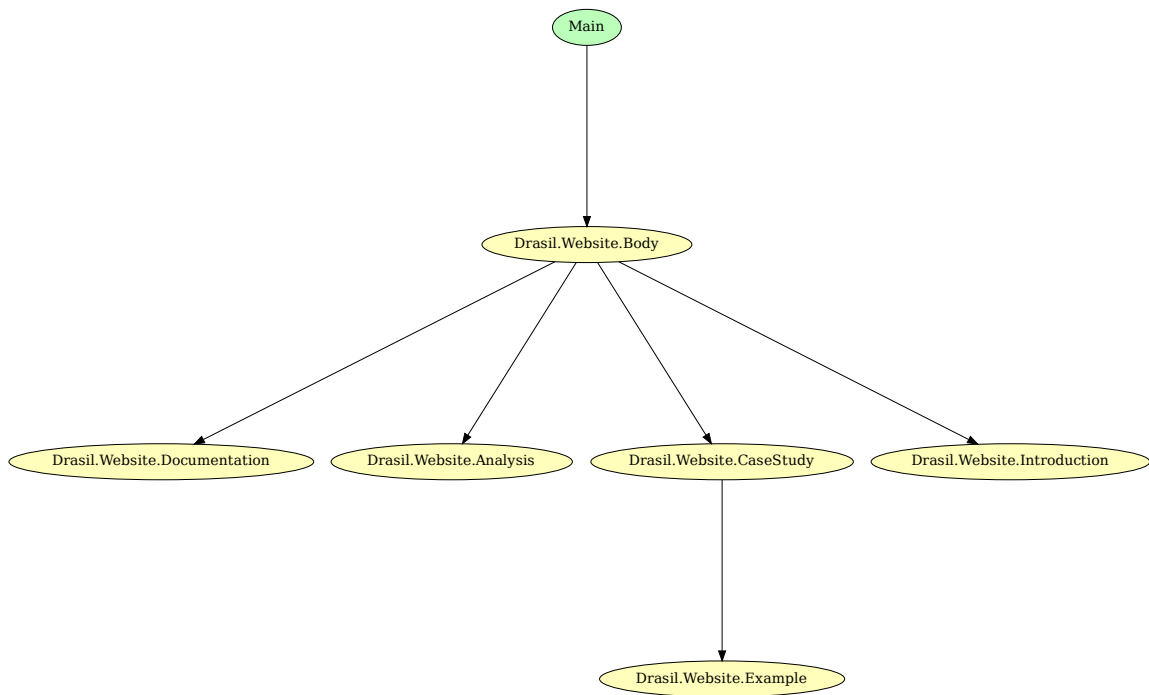 Main
Drasil.Website.Body
Drasil.Website.Documentation
Drasil.Website.Analysis
Drasil.Website.CaseStudy
Drasil.Website.Introduction
Drasil.Website.Example